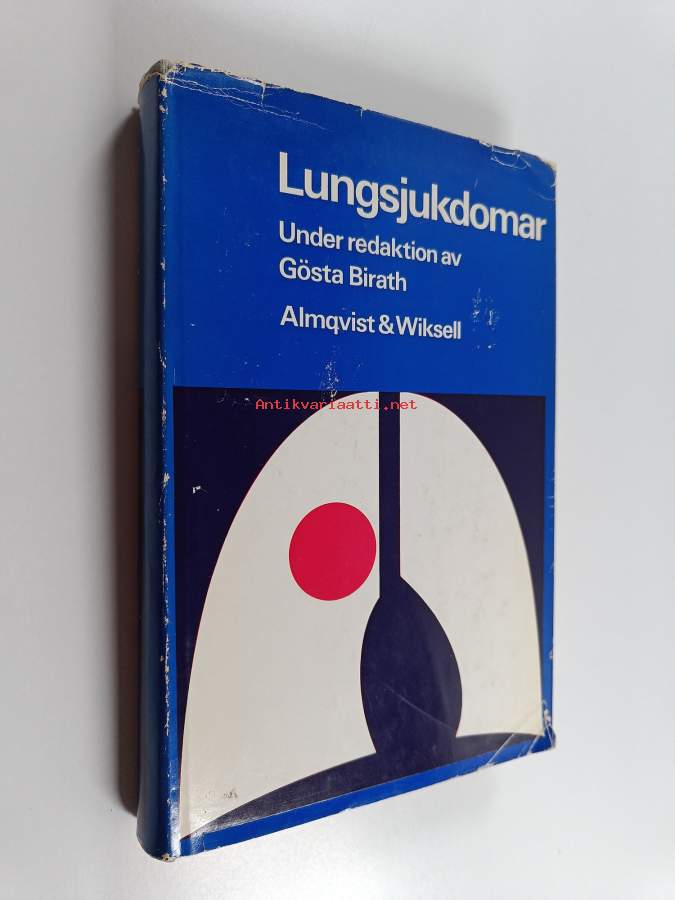 Lungsjukdomar
Under redaktion av
Gösta Birath
Almqvist & Wiksell
Antikvariaatti.net